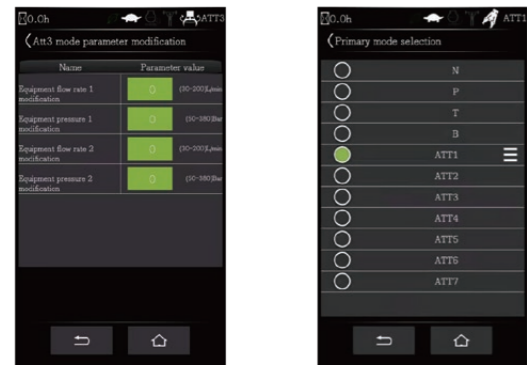 0.0h
ATT3
Att3 mode parameter modification
Name Parameter value
Equipment flow rate 1
modification
0 (30-200)L/min
Equipment pressure 1
modification
0 (50-380)Bar
Equipment flow rate 2
modification
0 (30-200)L/min
Equipment pressure 2
modification
0 (50-380)Bar
0.0h
ATT1
Primary mode selection
N
P
T
B
ATT1
ATT2
ATT3
ATT4
ATT5
ATT6
ATT7